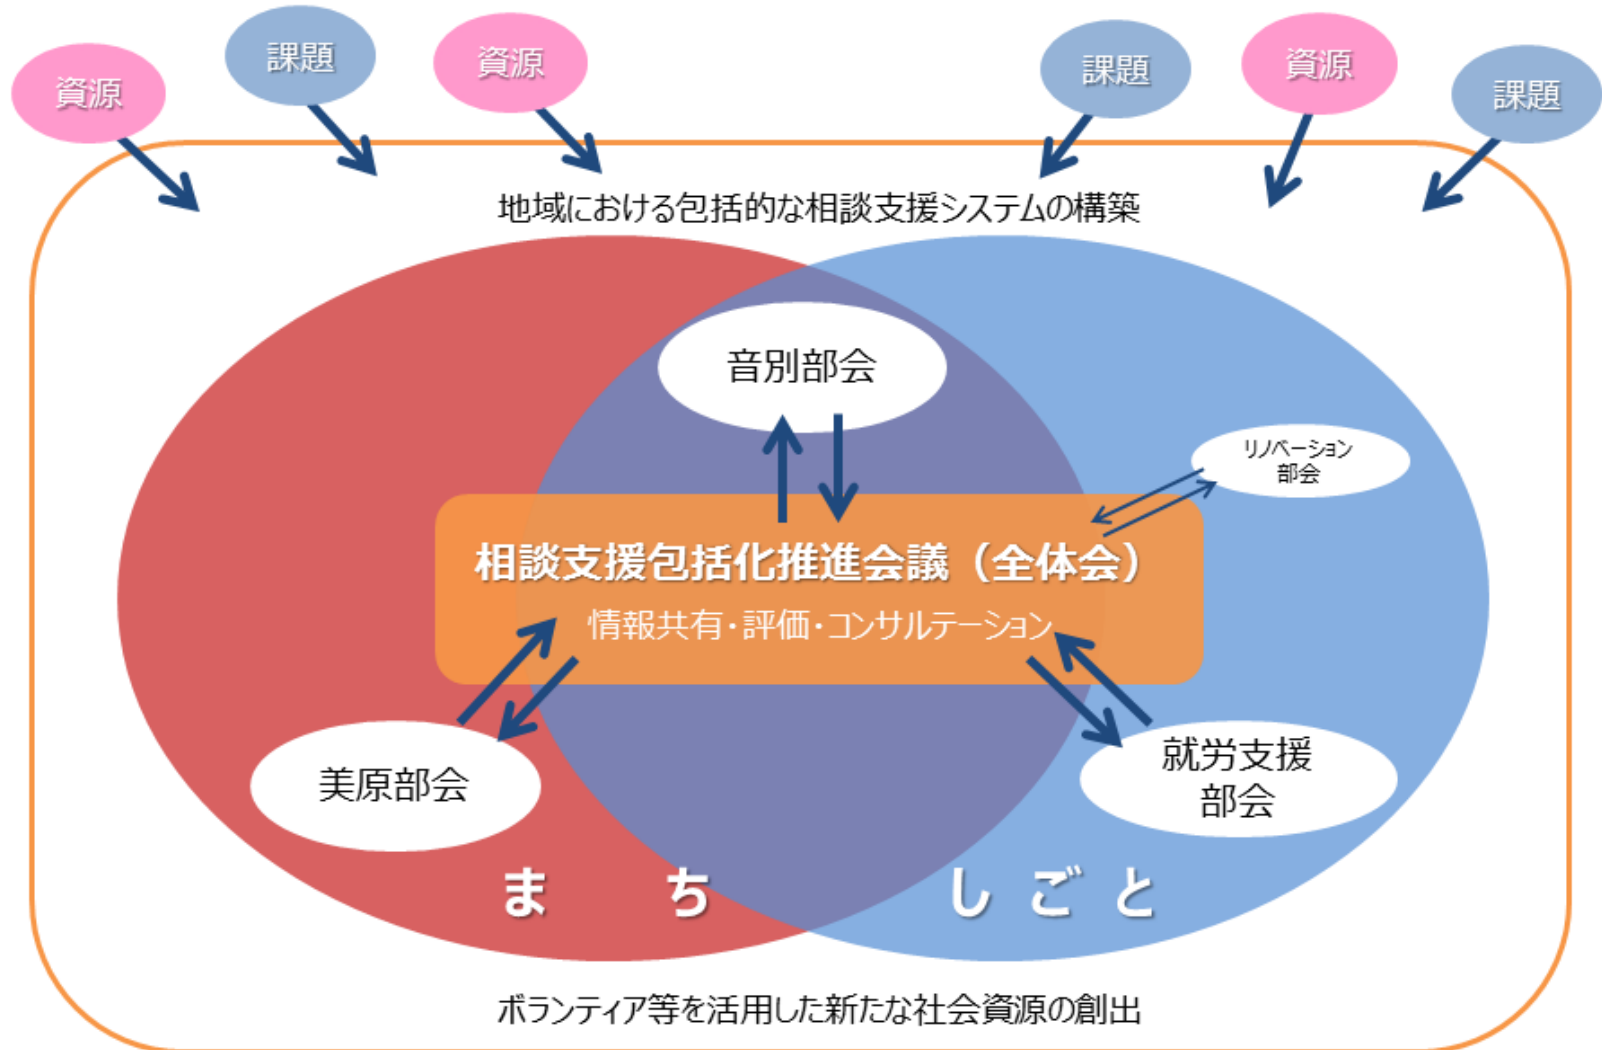 資源
課題
資源
課題
資源
課題
地域における包括的な相談支援システムの構築
音別部会
リノベーション
部会
相談支援包括化推進会議（全体会）
情報共有・評価・コンサルテーション
美原部会
就労支援
部会
まち
しごと
ボランティア等を活用した新たな社会資源の創出